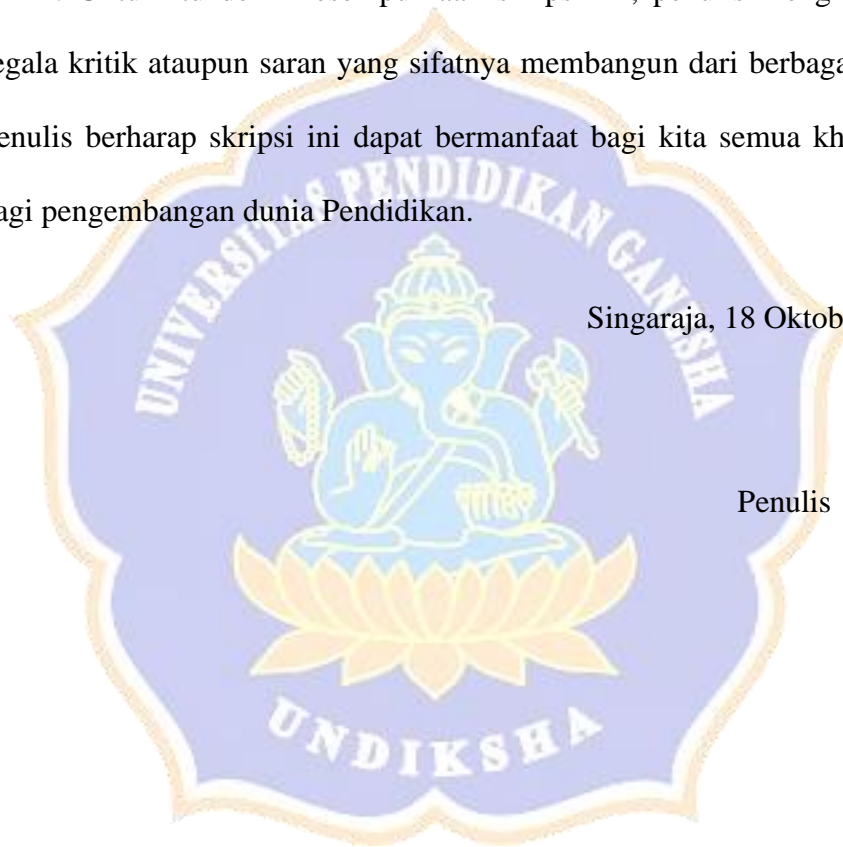 egala kritik ataupun saran yang sifatnya membangun dari berbaga
enulis berharap skripsi ini dapat bermanfaat bagi kita semua kh
agi pengembangan dunia Pendidikan.
UNIVERSITAS PENDIDIKAN GANESHA
Singaraja, 18 Oktob
Penulis
UNDIKSHA